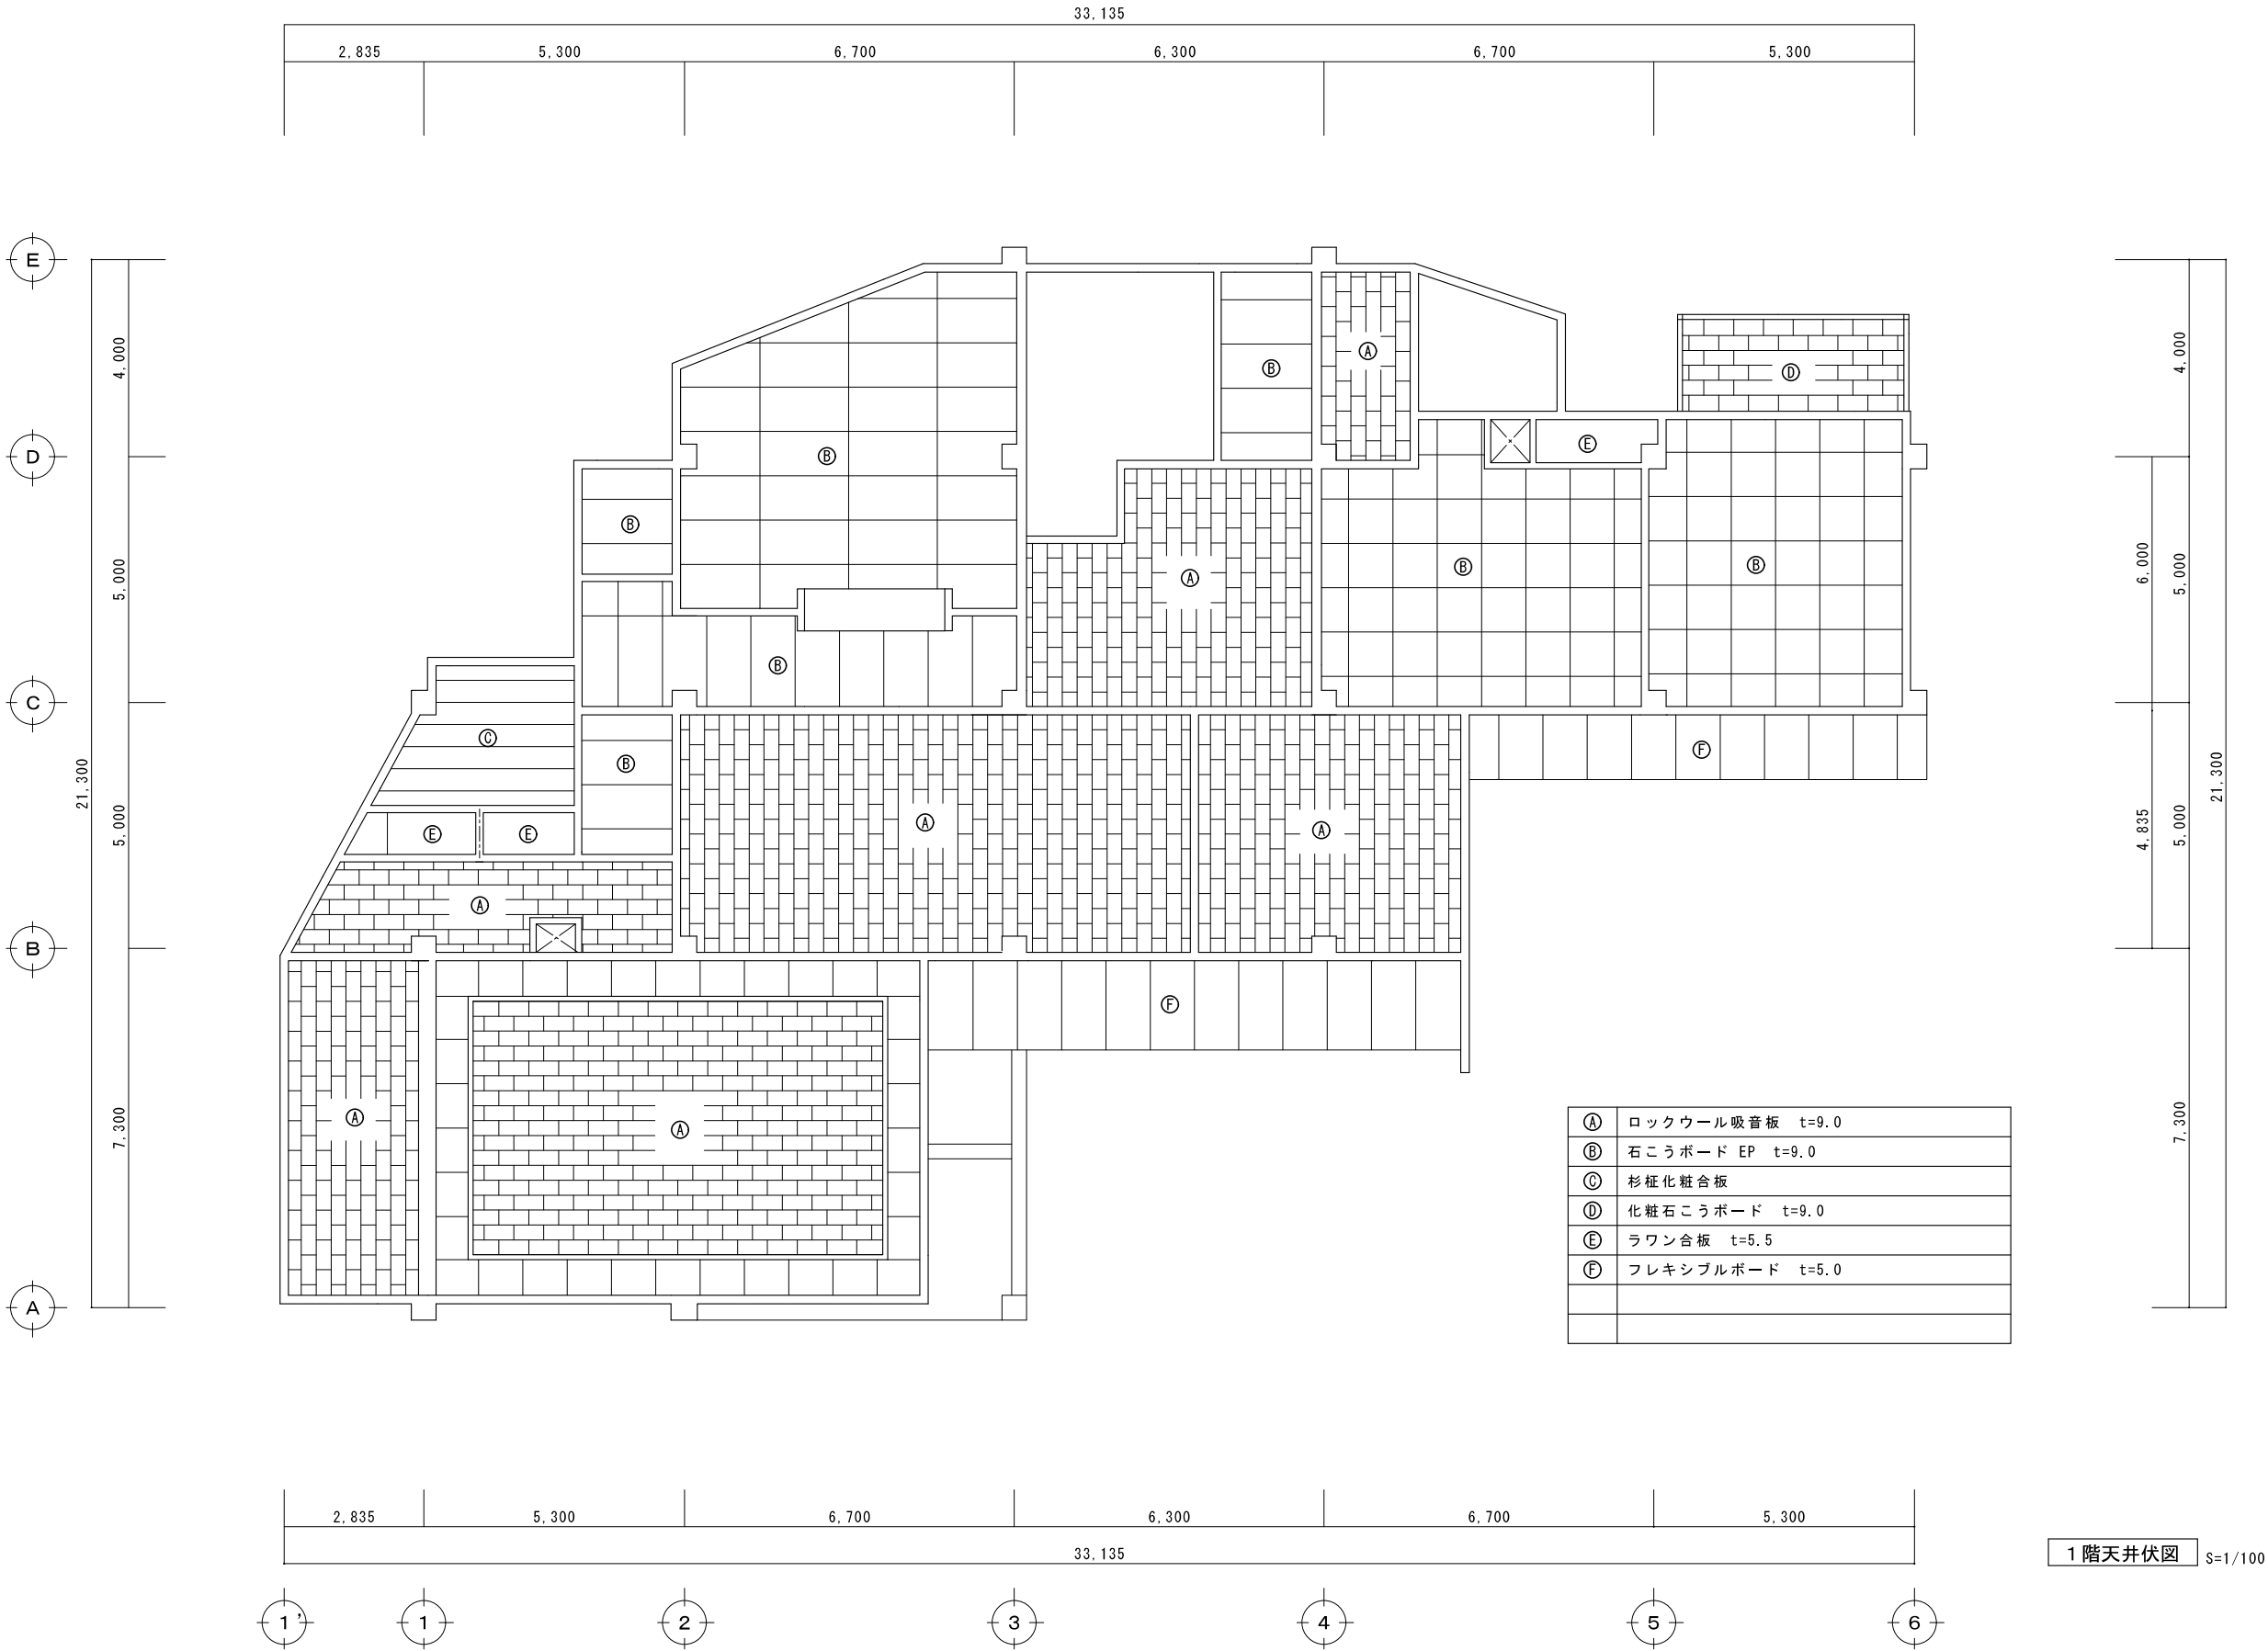 33,135
2,835 5,300 6,700 6,300 6,700 5,300
E
D
C
B
A
4,000
5,000
5,000
7,300
21,300
4,000
5,000
5,000
7,300
6,000
4,835
21,300
B
B
A
D
E
B
B
B
A
B
C
B
F
E
E
A
A
A
F
A
A
A ロックウール吸音板 t=9.0
B 石こうボード EP t=9.0
C 杉柾化粧合板
D 化粧石こうボード t=9.0
E ラワン合板 t=5.5
F フレキシブルボード t=5.0
2,835 5,300 6,700 6,300 6,700 5,300
33,135
1階天井伏図 S=1/100
1' 1 2 3 4 5 6